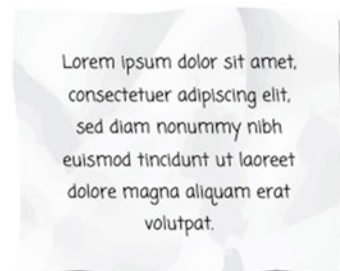 Lorem ipsum dolor sit amet,
consectetuer adipiscing elit,
sed diam nonummy nibh
euismod tincidunt ut laoreet
dolore magna aliquam erat
volutpat.